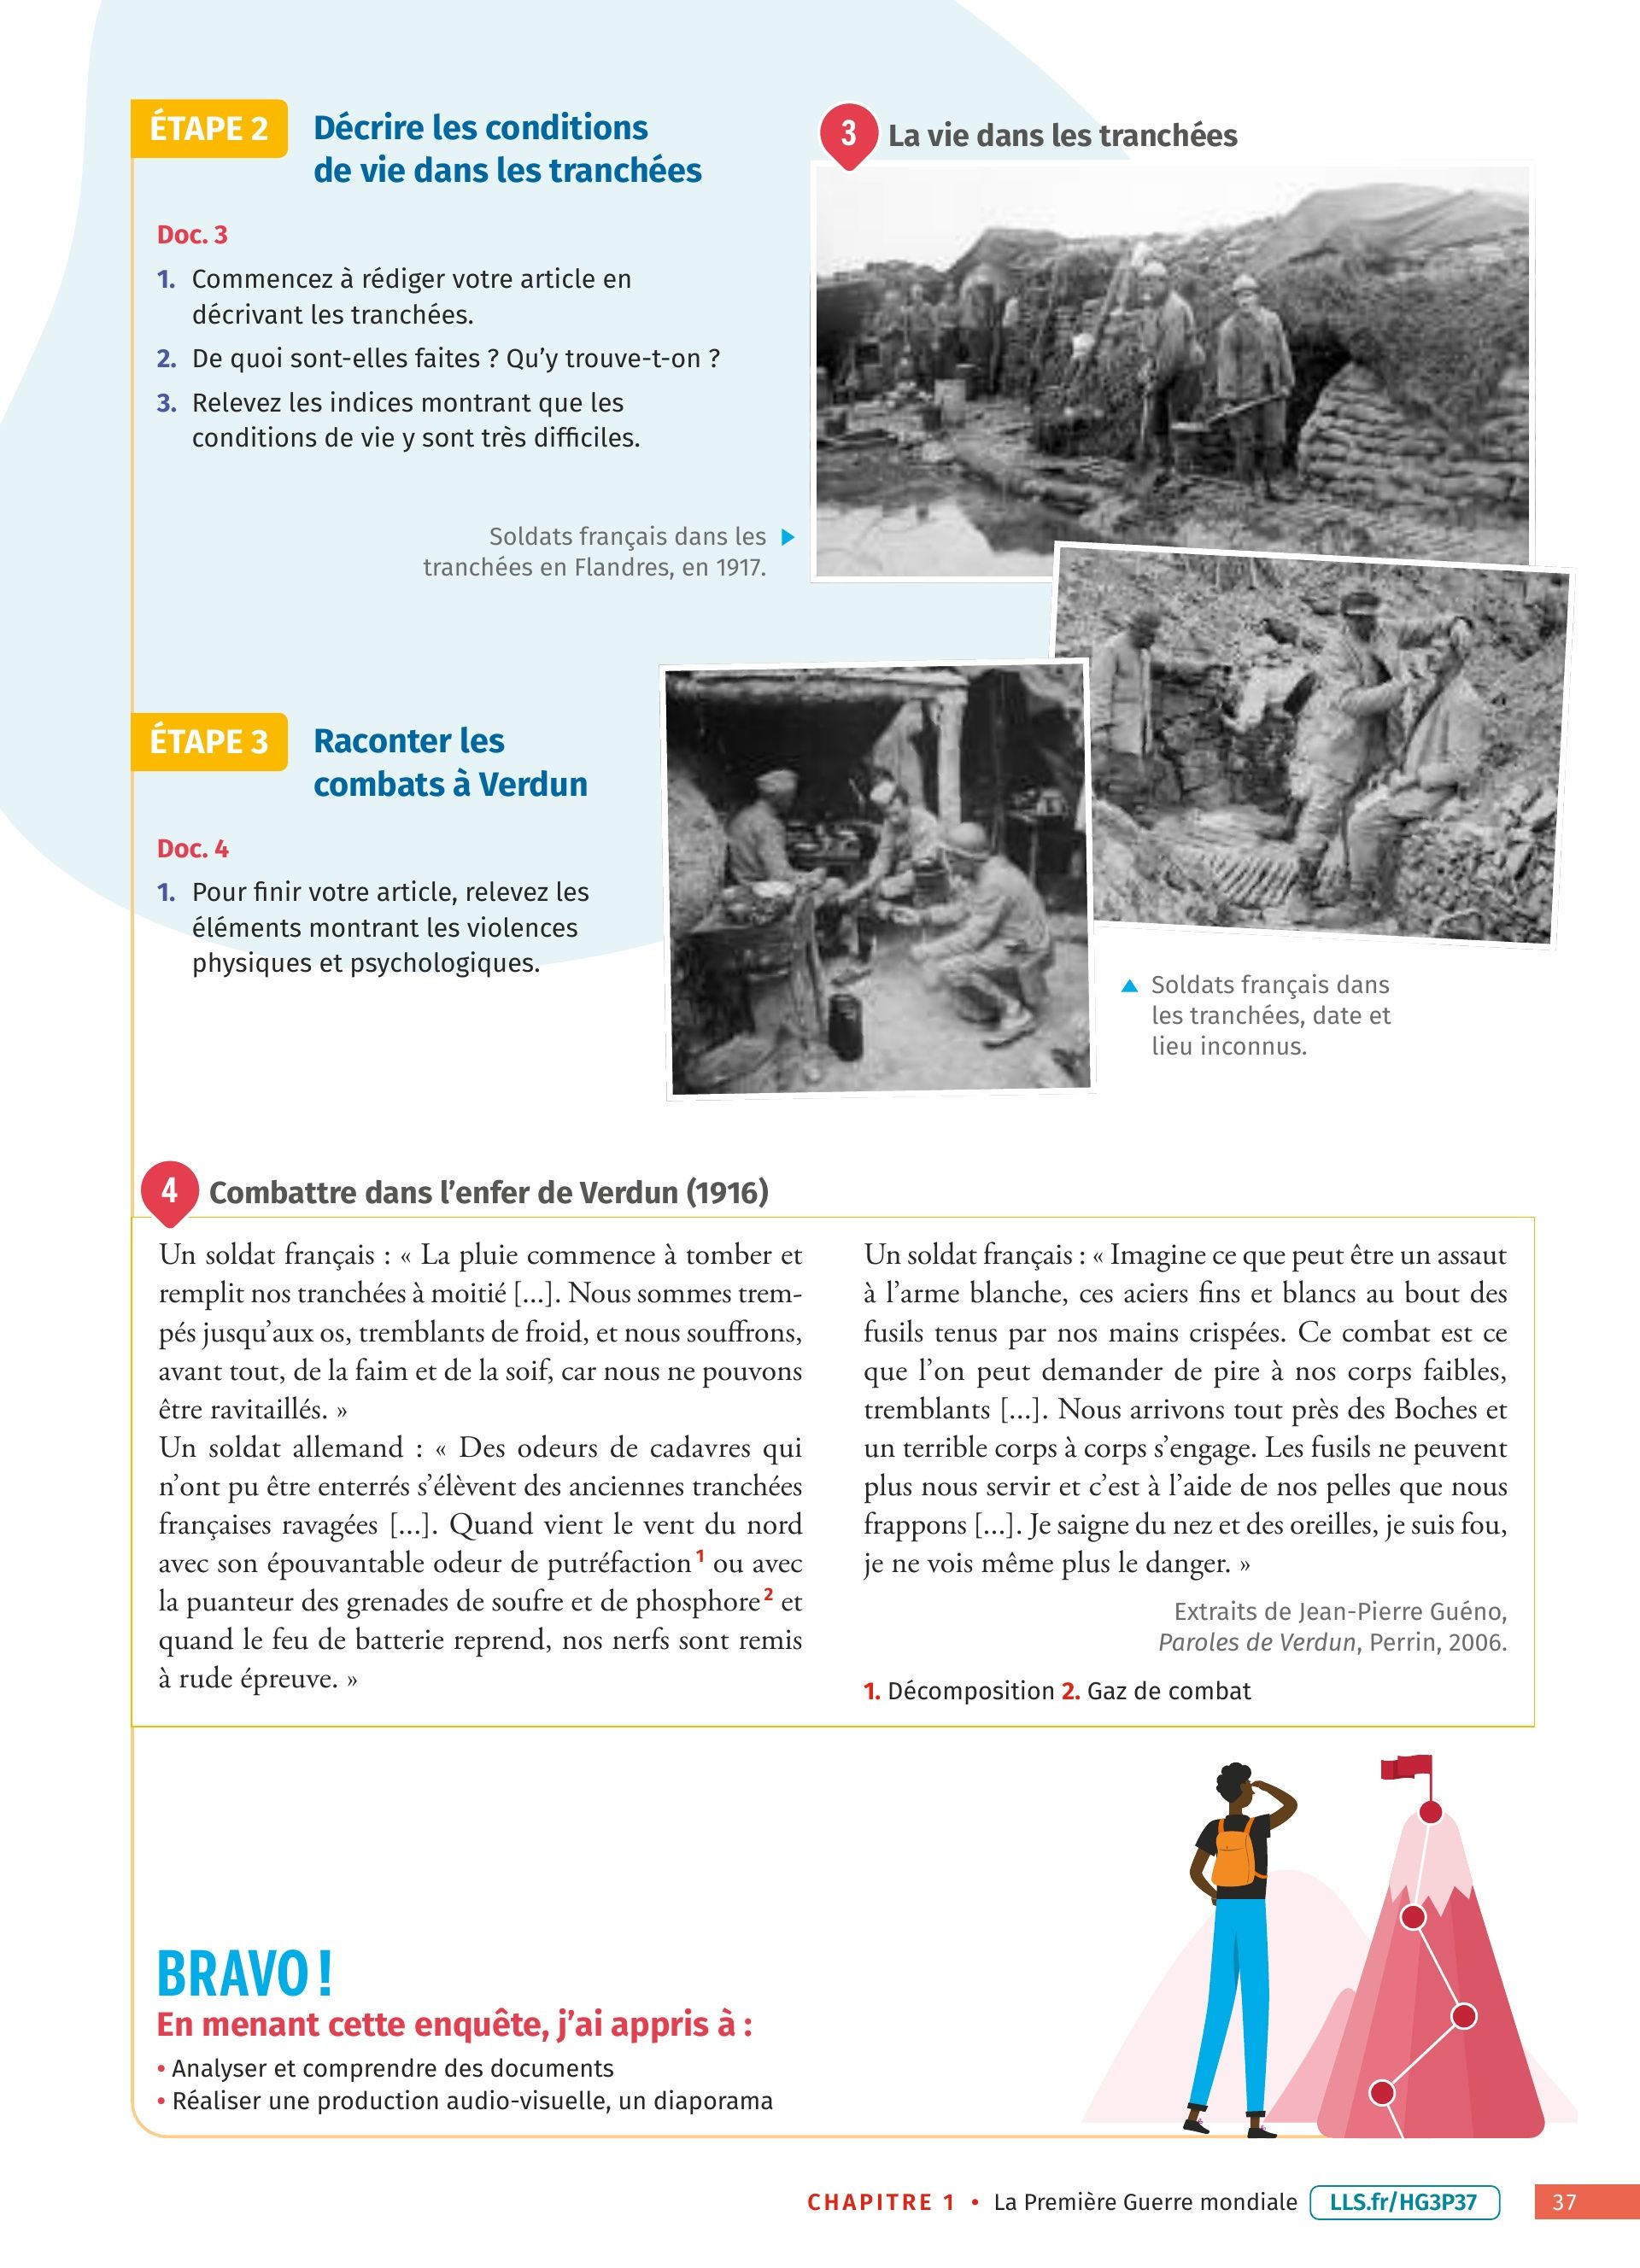 ÉTAPE 2
Décrire les conditions
de vie dans les tranchées
Doc. 3
1. Commencez à rédiger votre article en
décrivant les tranchées.
2. De quoi sont-elles faites ? Qu’y trouve-t-on ?
3. Relevez les indices montrant que les
conditions de vie y sont très difficiles.
3 La vie dans les tranchées
Soldats français dans les
tranchées en Flandres, en 1917.
ÉTAPE 3
Raconter les
combats à Verdun
Doc. 4
1. Pour finir votre article, relevez les
éléments montrant les violences
physiques et psychologiques.
Soldats français dans
les tranchées, date et
lieu inconnus.
4 Combattre dans l’enfer de Verdun (1916)
Un soldat français : « La pluie commence à tomber et
remplit nos tranchées à moitié [...]. Nous sommes trem-
pés jusqu’aux os, tremblants de froid, et nous souffrons,
avant tout, de la faim et de la soif, car nous ne pouvons
être ravitaillés. »
Un soldat allemand : « Des odeurs de cadavres qui
n’ont pu être enterrés s’élèvent des anciennes tranchées
françaises ravagées [...]. Quand vient le vent du nord
avec son épouvantable odeur de putréfaction 1 ou avec
la puanteur des grenades de soufre et de phosphore 2 et
quand le feu de batterie reprend, nos nerfs sont remis
à rude épreuve. »
Un soldat français : « Imagine ce que peut être un assaut
à l’arme blanche, ces aciers fins et blancs au bout des
fusils tenus par nos mains crispées. Ce combat est ce
que l’on peut demander de pire à nos corps faibles,
tremblants [...]. Nous arrivons tout près des Boches et
un terrible corps à corps s’engage. Les fusils ne peuvent
plus nous servir et c’est à l’aide de nos pelles que nous
frappons [...]. Je saigne du nez et des oreilles, je suis fou,
je ne vois même plus le danger. »
Extraits de Jean-Pierre Guéno,
Paroles de Verdun, Perrin, 2006.
1. Décomposition 2. Gaz de combat
BRAVO !
En menant cette enquête, j’ai appris à :
• Analyser et comprendre des documents
• Réaliser une production audio-visuelle, un diaporama
CHAPITRE 1 • La Première Guerre mondiale LLS.fr/HG3P37 37